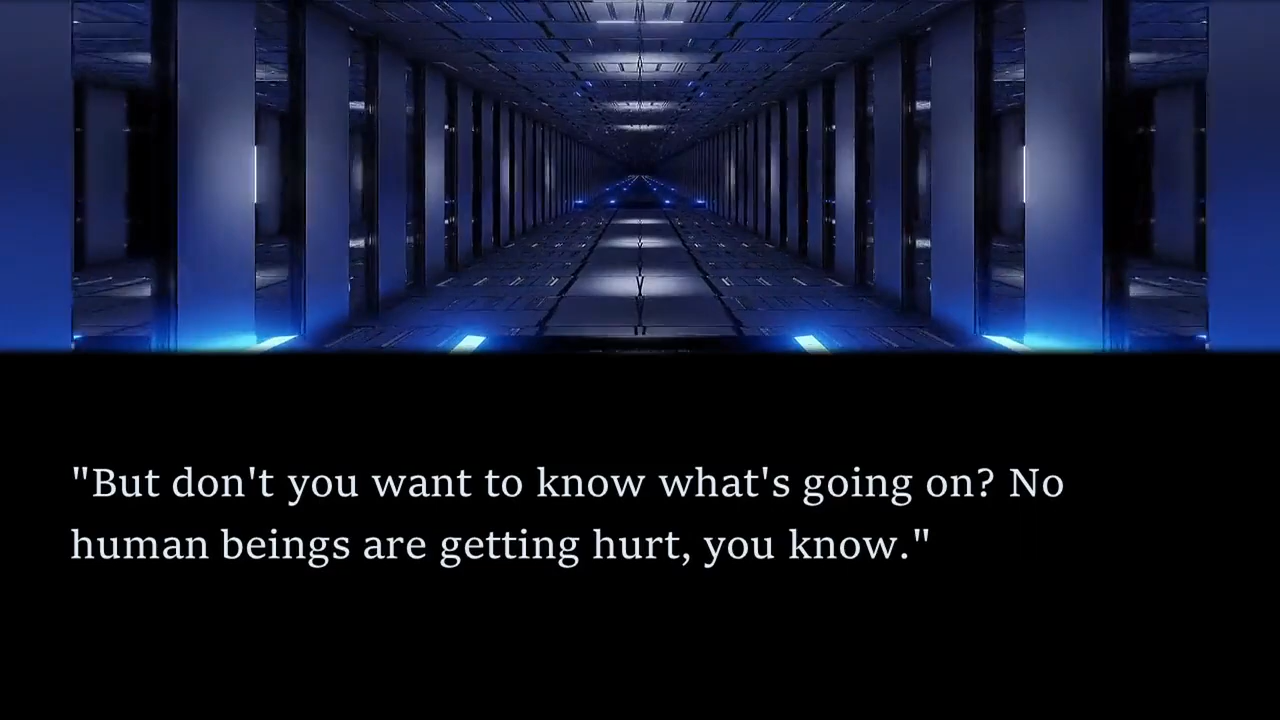 "But don't you want to know what's going on? No
human beings are getting hurt, you know."